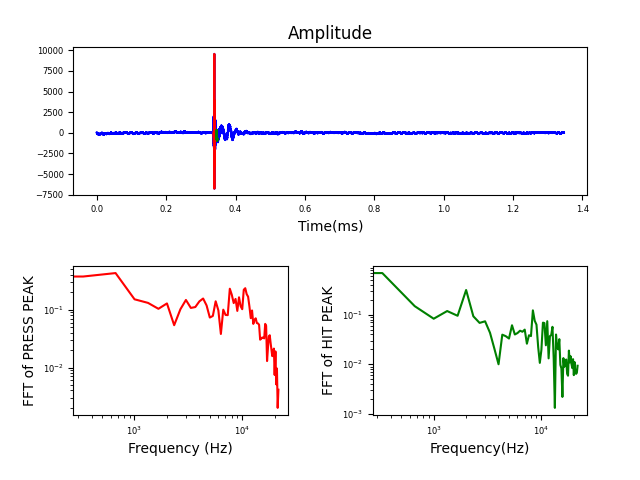 Amplitude
10000
7500
5000
2500
0
−2500
−5000
−7500
0.0 0.2 0.4 0.6 0.8 1.0 1.2 1.4
Time(ms)
FFT of PRESS PEAK
10⁻¹
10⁻²
10³ 10⁴
Frequency (Hz)
FFT of HIT PEAK
10⁻¹
10⁻²
10⁻³
10³ 10⁴
Frequency(Hz)